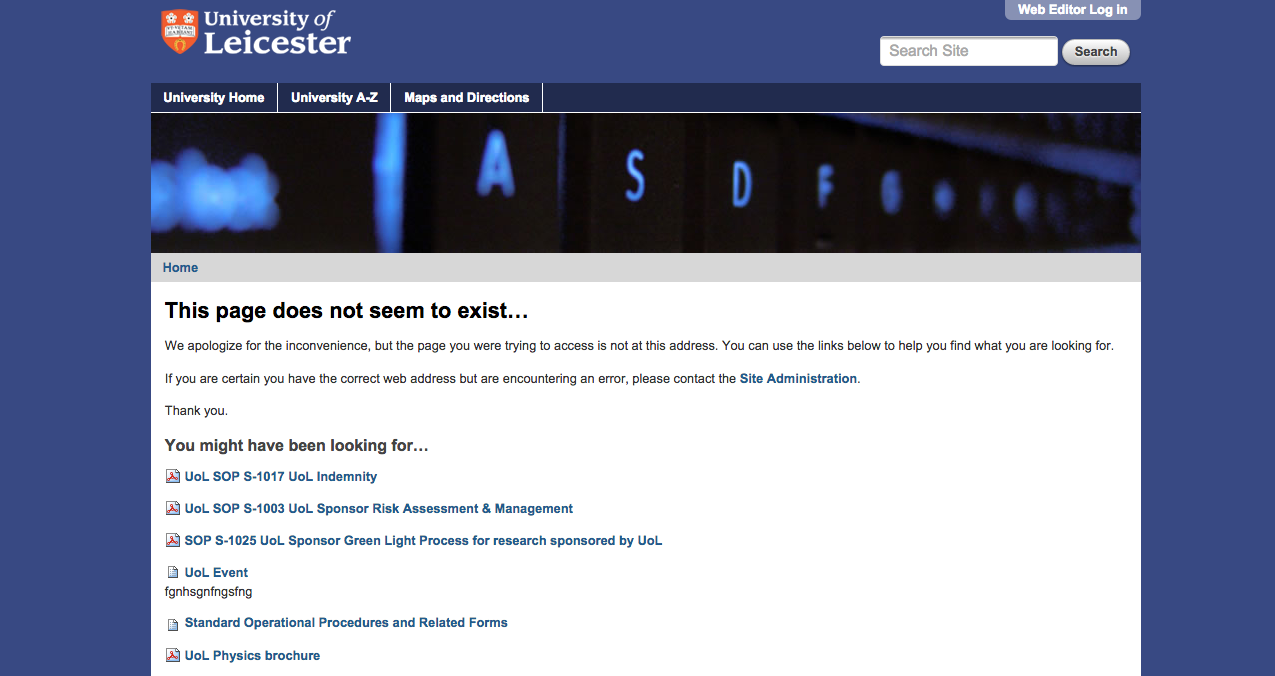 University of
Leicester
Web Editor Log In
Search Site
Search
University Home
University A-Z
Maps and Directions
A S D F
Home
This page does not seem to exist…
We apologize for the inconvenience, but the page you were trying to access is not at this address. You can use the links below to help you find what you are looking for.
If you are certain you have the correct web address but are encountering an error, please contact the Site Administration.
Thank you.
You might have been looking for…
UoL SOP S-1017 UoL Indemnity
UoL SOP S-1003 UoL Sponsor Risk Assessment & Management
SOP S-1025 UoL Sponsor Green Light Process for research sponsored by UoL
UoL Event
fgnhsgnfngsfng
Standard Operational Procedures and Related Forms
UoL Physics brochure